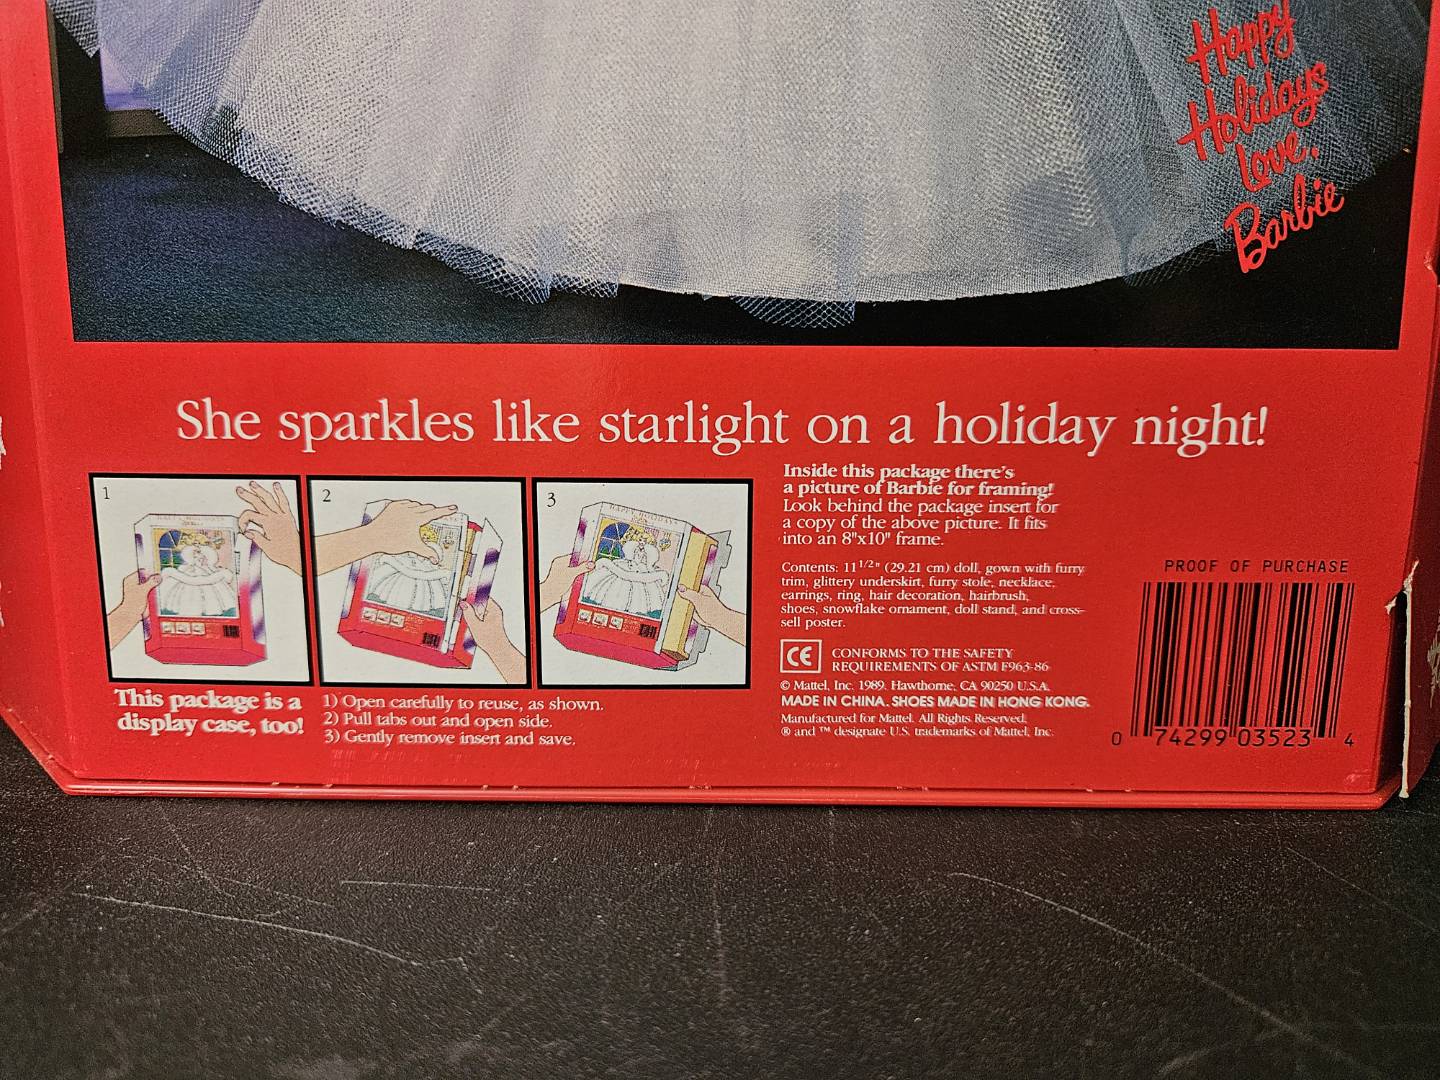 Happy
Holidays
Love,
Barbie
She sparkles like starlight on a holiday night!
1
2
3
This package is a
display case, too!
1) Open carefully to reuse, as shown.
2) Pull tabs out and open side.
3) Gently remove insert and save.
Inside this package there's
a picture of Barbie for framing!
Look behind the package insert for
a copy of the above picture. It fits
into an 8"x10" frame.
Contents: 11 1/2" (29.21 cm) doll, gown with furry
trim, glittery underskirt, furry stole, necklace,
earrings, ring, hair decoration, hairbrush,
shoes, snowflake ornament, doll stand, and cross-
sell poster.
CE
CONFORMS TO THE SAFETY
REQUIREMENTS OF ASTM F963-86
© Mattel, Inc. 1989. Hawthorne, CA 90250 U.S.A.
MADE IN CHINA. SHOES MADE IN HONG KONG.
Manufactured for Mattel. All Rights Reserved.
® and ™ designate U.S. trademarks of Mattel, Inc.
PROOF OF PURCHASE
0 74299 03523 4